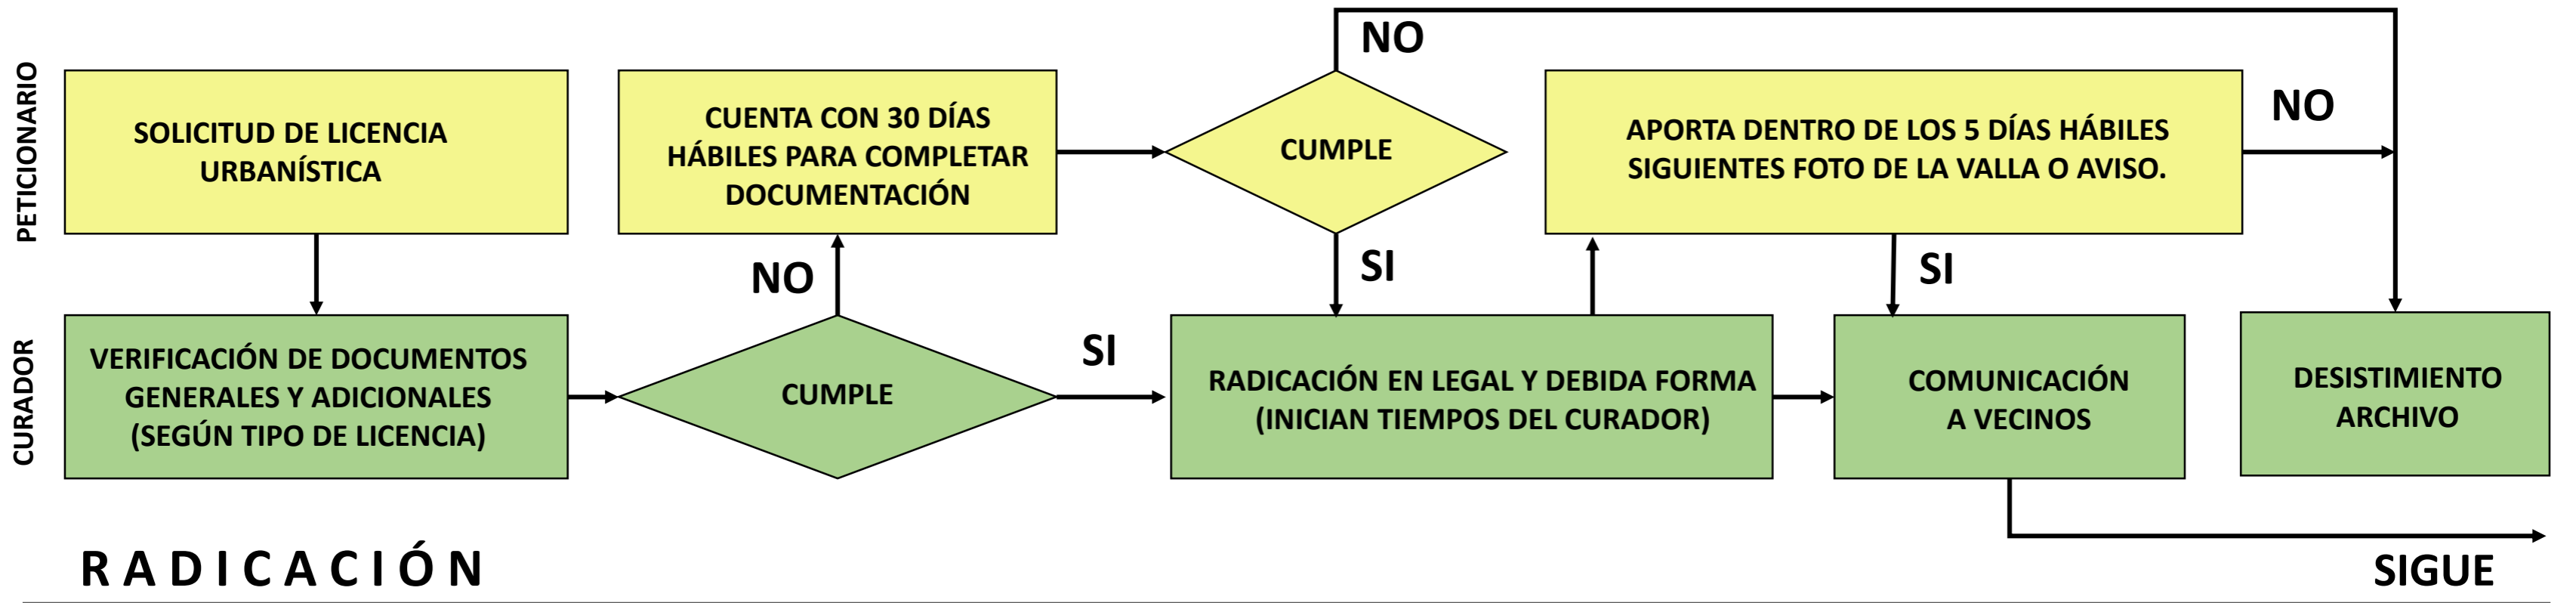 PETICIONARIO
SOLICITUD DE LICENCIA
URBANÍSTICA
CUENTA CON 30 DÍAS
HÁBILES PARA COMPLETAR
DOCUMENTACIÓN
CUMPLE
NO
APORTA DENTRO DE LOS 5 DÍAS HÁBILES
SIGUIENTES FOTO DE LA VALLA O AVISO.
NO
NO
SI
SI
CURADOR
VERIFICACIÓN DE DOCUMENTOS
GENERALES Y ADICIONALES
(SEGÚN TIPO DE LICENCIA)
CUMPLE
SI
RADICACIÓN EN LEGAL Y DEBIDA FORMA
(INICIAN TIEMPOS DEL CURADOR)
COMUNICACIÓN
A VECINOS
DESISTIMIENTO
ARCHIVO
RADICACIÓN
SIGUE